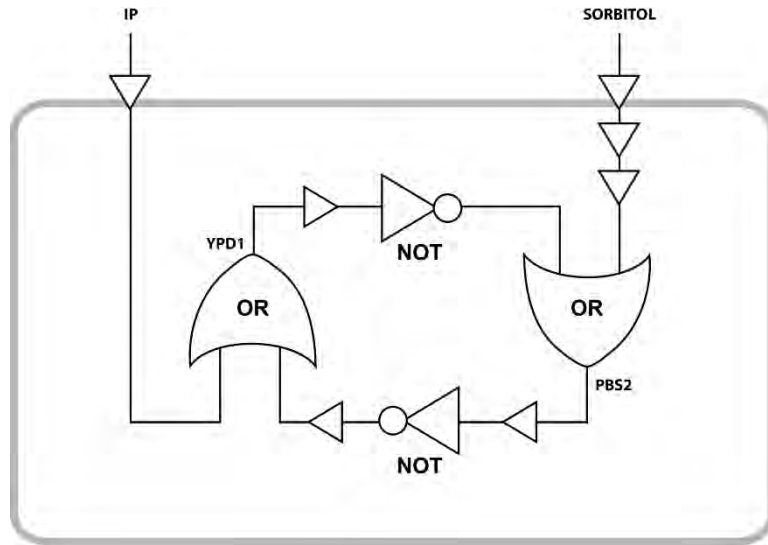 IP
SORBITOL
YPD1
NOT
OR
OR
PBS2
NOT